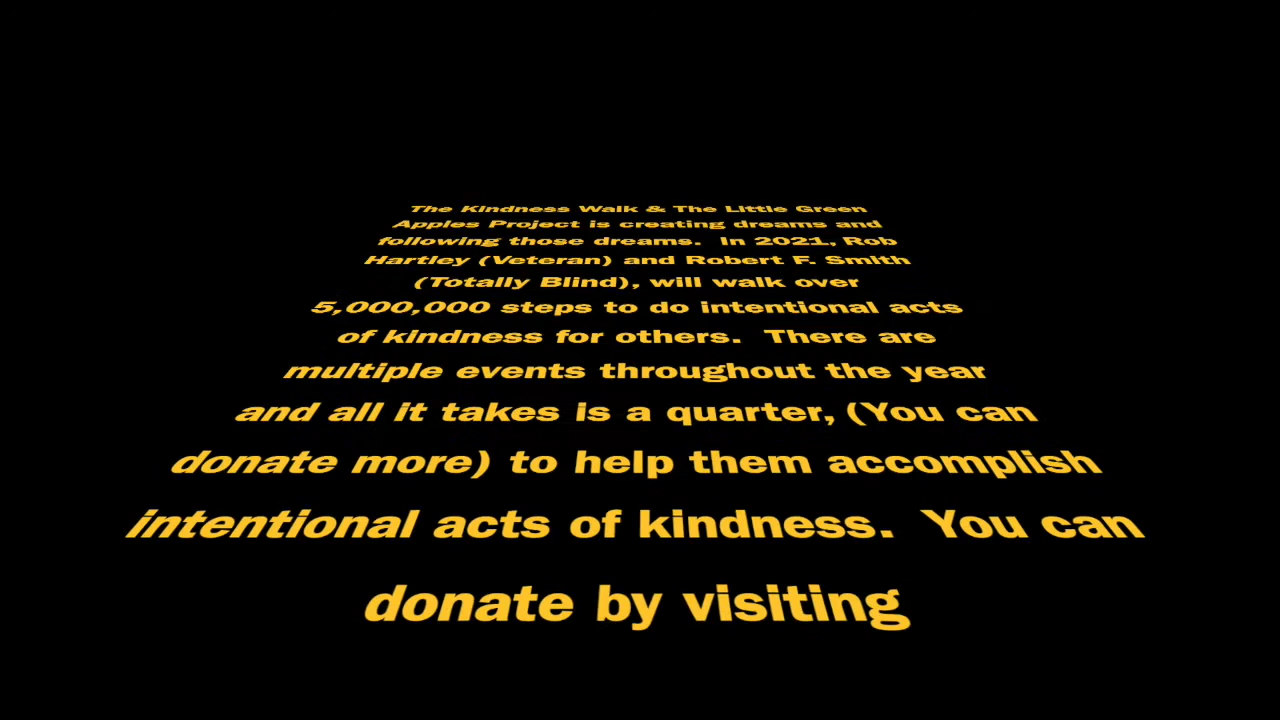 The Kindness Walk & The Little Green
Apples Project is creating dreams and
following those dreams.  In 2021, Rob
Hartley (Veteran) and Robert F. Smith
(Totally Blind), will walk over
5,000,000 steps to do intentional acts
of kindness for others.  There are
multiple events throughout the year
and all it takes is a quarter, (You can
donate more) to help them accomplish
intentional acts of kindness.  You can
donate by visiting